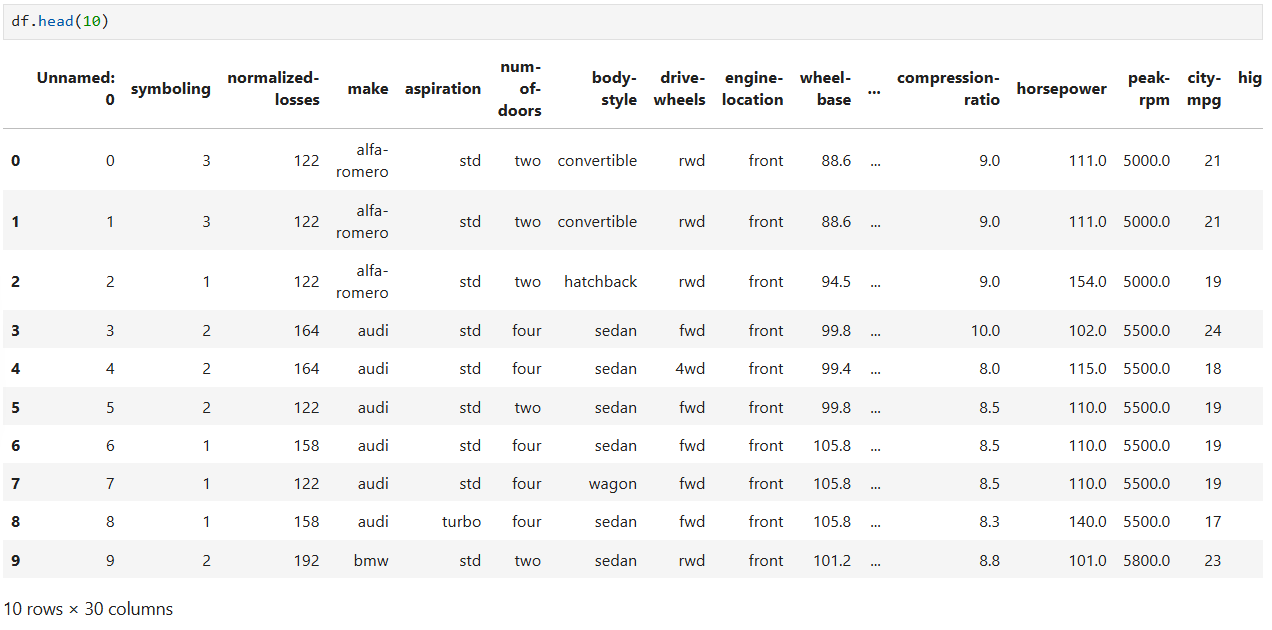 df.head(10)
Unnamed: 0 symboling normalized-losses make aspiration num-of-doors body-style drive-wheels engine-location wheel-base ... compression-ratio horsepower peak-rpm city-mpg hig
0 0 3 122 alfa-romero std two convertible rwd front 88.6 ... 9.0 111.0 5000.0 21
1 1 3 122 alfa-romero std two convertible rwd front 88.6 ... 9.0 111.0 5000.0 21
2 2 1 122 alfa-romero std two hatchback rwd front 94.5 ... 9.0 154.0 5000.0 19
3 3 2 164 audi std four sedan fwd front 99.8 ... 10.0 102.0 5500.0 24
4 4 2 164 audi std four sedan 4wd front 99.4 ... 8.0 115.0 5500.0 18
5 5 2 122 audi std two sedan fwd front 99.8 ... 8.5 110.0 5500.0 19
6 6 1 158 audi std four sedan fwd front 105.8 ... 8.5 110.0 5500.0 19
7 7 1 122 audi std four wagon fwd front 105.8 ... 8.5 110.0 5500.0 19
8 8 1 158 audi turbo four sedan fwd front 105.8 ... 8.3 140.0 5500.0 17
9 9 2 192 bmw std two sedan rwd front 101.2 ... 8.8 101.0 5800.0 23
10 rows × 30 columns